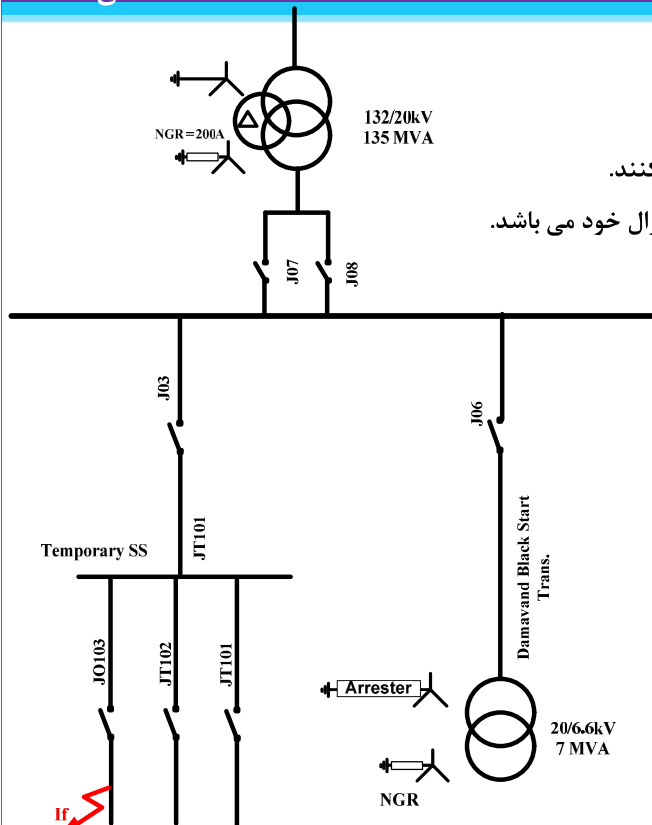 NGR=200A
132/20kV
135 MVA
کنند.
رال خود می باشد.
J07
J08
J03
J06
JT101
Temporary SS
Damavand Black Start
Trans.
JO103
JT102
JT101
Arrester
20/6.6kV
7 MVA
NGR
If